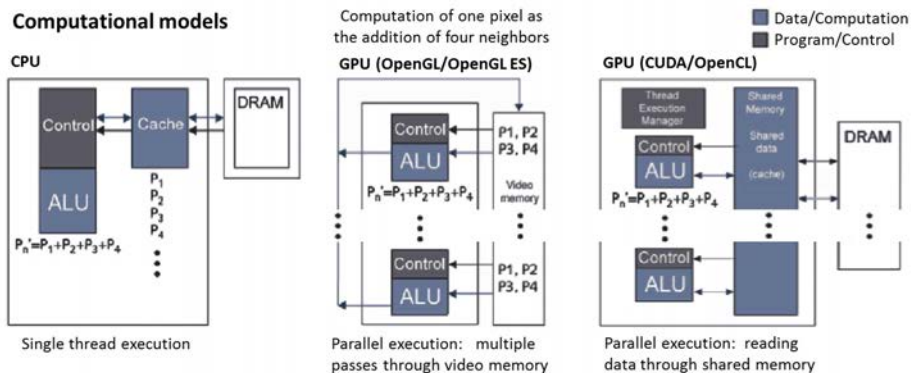 Computational models
Computation of one pixel as
the addition of four neighbors
Data/Computation
Program/Control
CPU
Control
Cache
DRAM
ALU
P1
P2
P3
P4
Pn'=P1+P2+P3+P4
Single thread execution
GPU (OpenGL/OpenGL ES)
Control
ALU
P1, P2
P3, P4
Pn'=P1+P2+P3+P4
Video
memory
Control
ALU
P1, P2
P3, P4
Parallel execution: multiple
passes through video memory
GPU (CUDA/OpenCL)
Thread
Execution
Manager
Shared
Memory
Shared
data
(cache)
DRAM
Control
ALU
Pn'=P1+P2+P3+P4
Control
ALU
Parallel execution: reading
data through shared memory